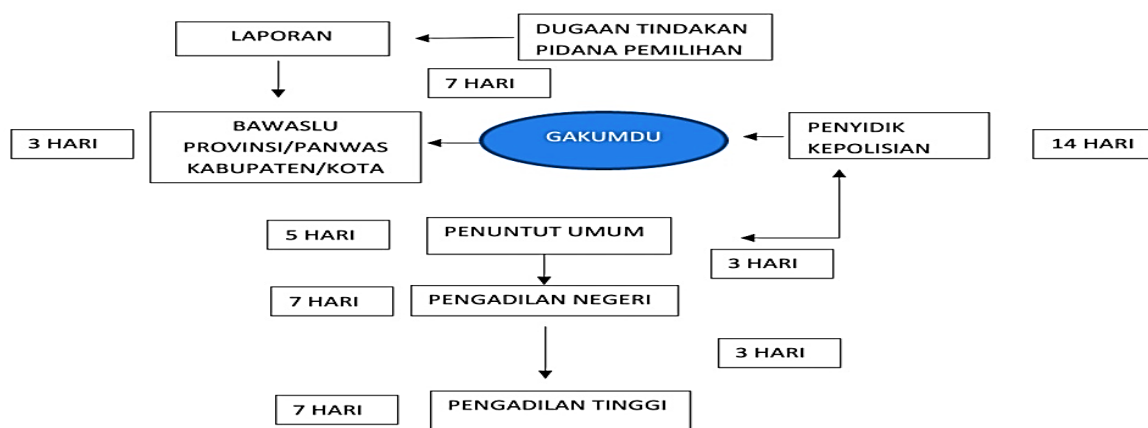 LAPORAN
DUGAAN TINDAKAN
PIDANA PEMILIHAN
7 HARI
3 HARI
BAWASLU
PROVINSI/PANWAS
KABUPATEN/KOTA
GAKUMDU
PENYIDIK
KEPOLISIAN
14 HARI
5 HARI
PENUNTUT UMUM
3 HARI
7 HARI
PENGADILAN NEGERI
3 HARI
7 HARI
PENGADILAN TINGGI